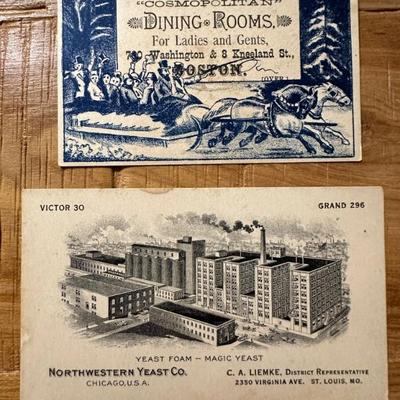 "COSMOPOLITAN"
DINING ROOMS,
For Ladies and Gents,
Washington & 8 Kneeland St.,
BOSTON.
[OVER.]
VICTOR 30
GRAND 296
YEAST FOAM – MAGIC YEAST
NORTHWESTERN YEAST CO.
CHICAGO, U.S.A.
C. A. LIEMKE, DISTRICT REPRESENTATIVE
2350 VIRGINIA AVE. ST. LOUIS, MO.